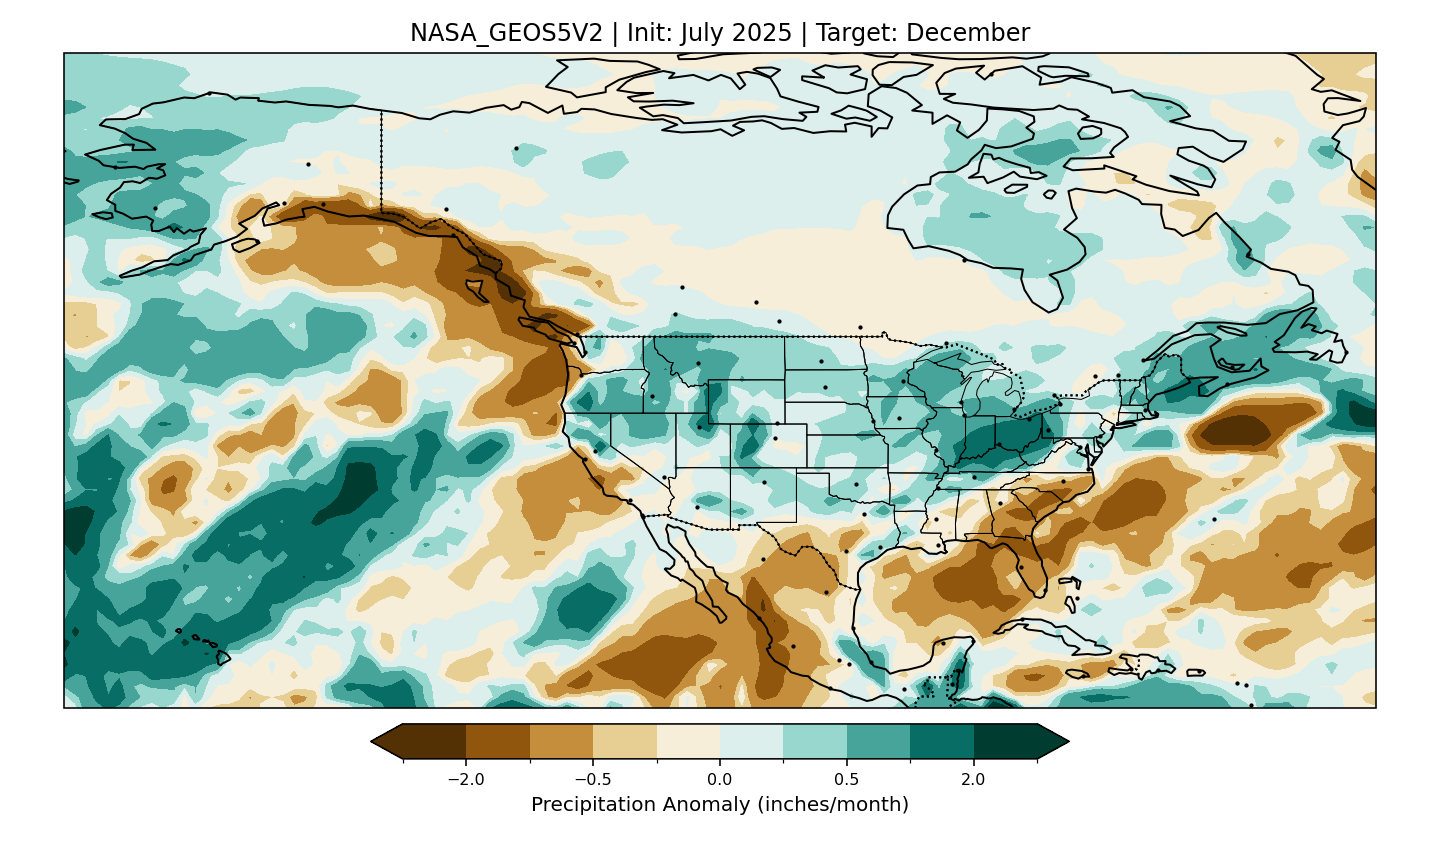 NASA_GEOS5V2 | Init: July 2025 | Target: December
−2.0 −0.5 0.0 0.5 2.0
Precipitation Anomaly (inches/month)